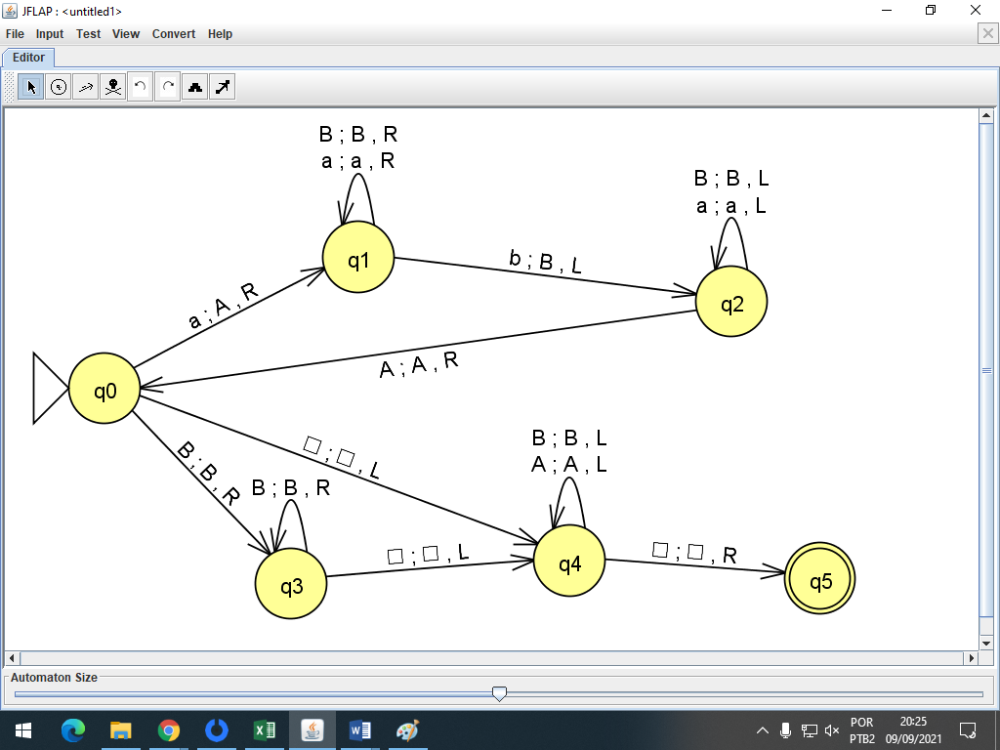 JFLAP : <untitled1>
File Input Test View Convert Help
Editor
B ; B , R
a ; a , R
q1
B ; B , L
a ; a , L
q2
b ; B , L
a ; A , R
A ; A , R
q0
□ ; □ , L
B ; B , R
B ; B , R
q3
□ ; □ , L
B ; B , L
A ; A , L
q4
□ ; □ , R
q5
Automaton Size
POR
PTB2
20:25
09/09/2021